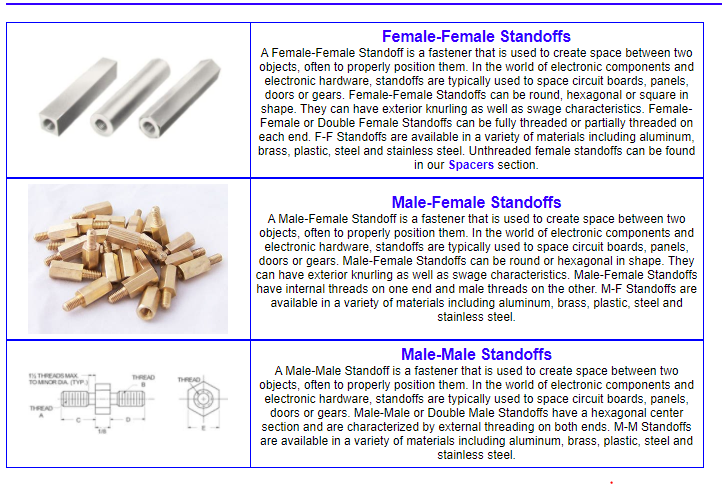 Female-Female Standoffs
A Female-Female Standoff is a fastener that is used to create space between two
objects, often to properly position them. In the world of electronic components and
electronic hardware, standoffs are typically used to space circuit boards, panels,
doors or gears. Female-Female Standoffs can be round, hexagonal or square in
shape. They can have exterior knurling as well as swage characteristics. Female-
Female or Double Female Standoffs can be fully threaded or partially threaded on
each end. F-F Standoffs are available in a variety of materials including aluminum,
brass, plastic, steel and stainless steel. Unthreaded female standoffs can be found
in our Spacers section.
Male-Female Standoffs
A Male-Female Standoff is a fastener that is used to create space between two
objects, often to properly position them. In the world of electronic components and
electronic hardware, standoffs are typically used to space circuit boards, panels,
doors or gears. Male-Female Standoffs can be round or hexagonal in shape. They
can have exterior knurling as well as swage characteristics. Male-Female Standoffs
have internal threads on one end and male threads on the other. M-F Standoffs are
available in a variety of materials including aluminum, brass, plastic, steel and
stainless steel.
1½ THREADS MAX.
TO MINOR DIA. (TYP.)
THREAD
B
THREAD
THREAD
A
C
D
E
1/8
Male-Male Standoffs
A Male-Male Standoff is a fastener that is used to create space between two
objects, often to properly position them. In the world of electronic components and
electronic hardware, standoffs are typically used to space circuit boards, panels,
doors or gears. Male-Male or Double Male Standoffs have a hexagonal center
section and are characterized by external threading on both ends. M-M Standoffs
are available in a variety of materials including aluminum, brass, plastic, steel and
stainless steel.